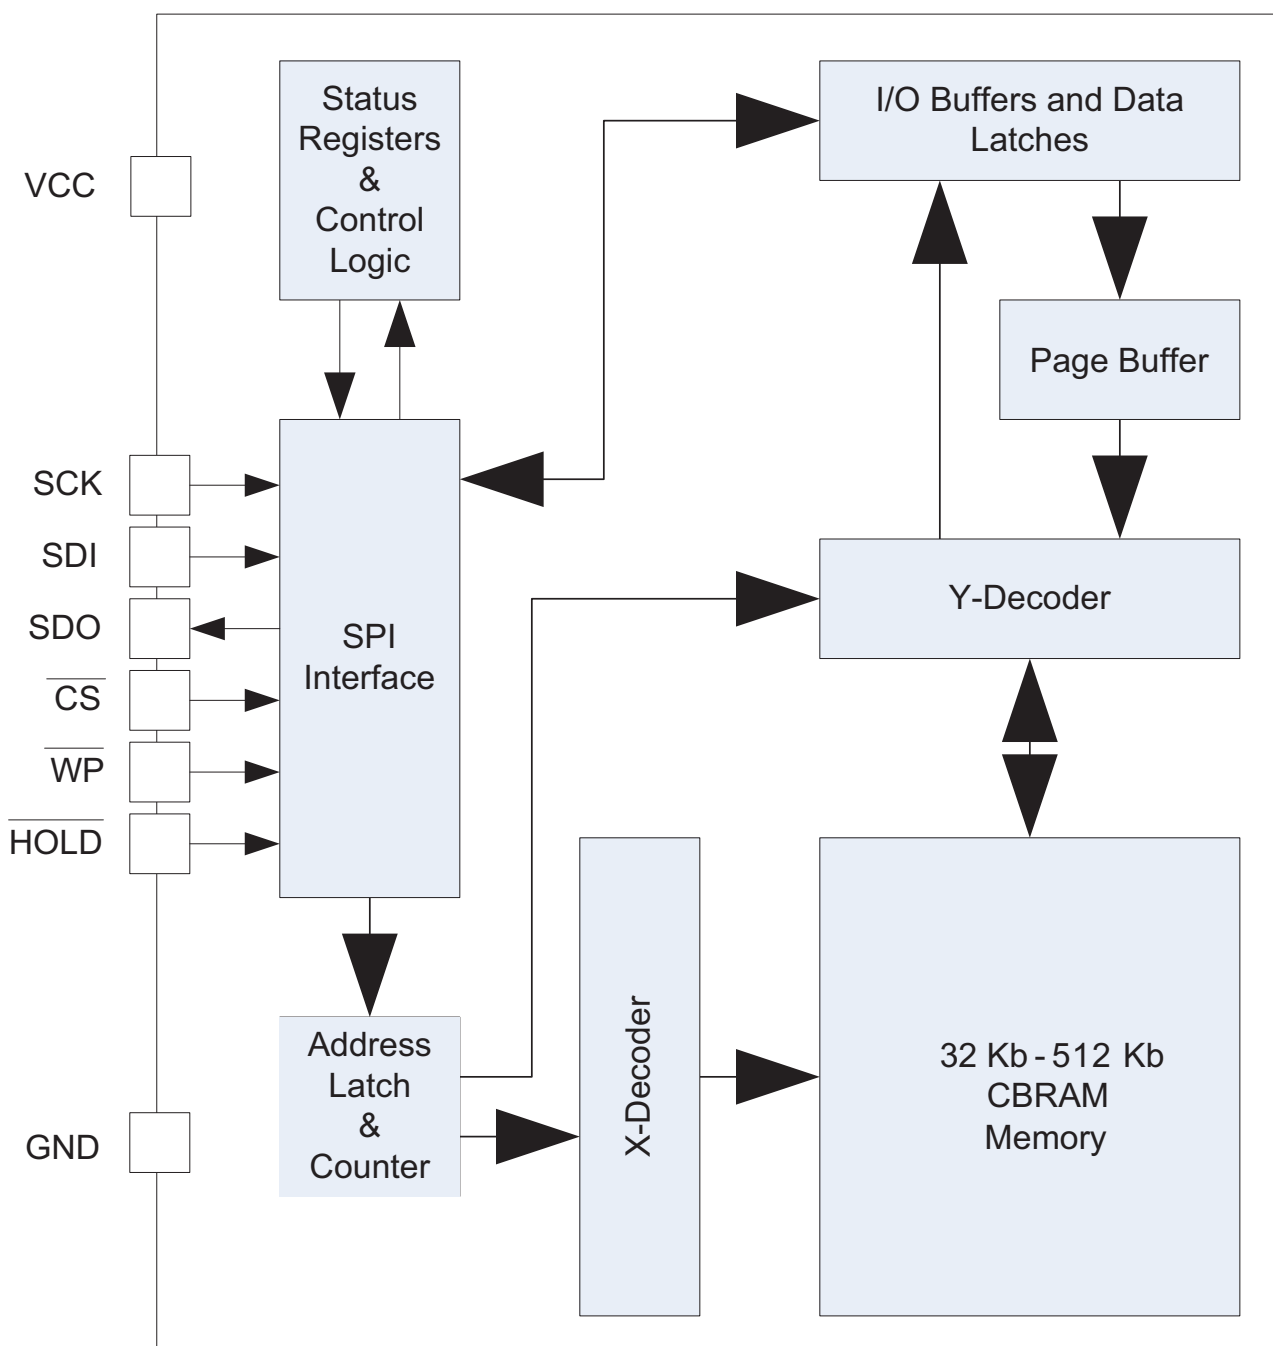 VCC
SCK
SDI
SDO
CS
WP
HOLD
GND
Status
Registers
&
Control
Logic
SPI
Interface
Address
Latch
&
Counter
X-Decoder
I/O Buffers and Data
Latches
Page Buffer
Y-Decoder
32 Kb - 512 Kb
CBRAM
Memory